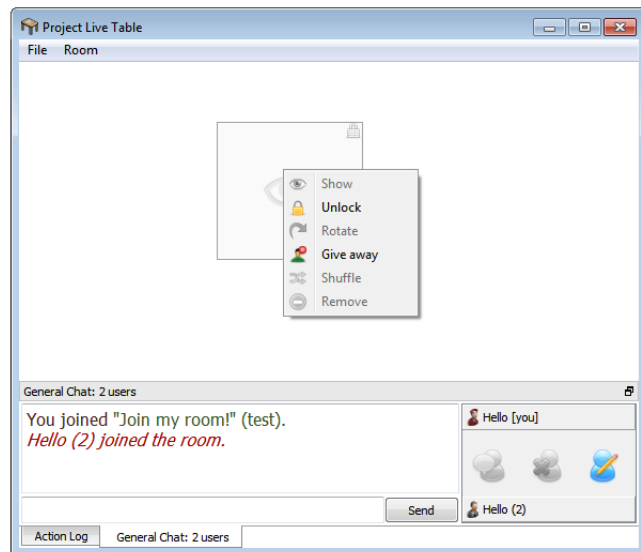 Project Live Table
File Room
Show
Unlock
Rotate
Give away
Shuffle
Remove
General Chat: 2 users
You joined "Join my room!" (test).
Hello (2) joined the room.
Hello [you]
Send
Hello (2)
Action Log
General Chat: 2 users